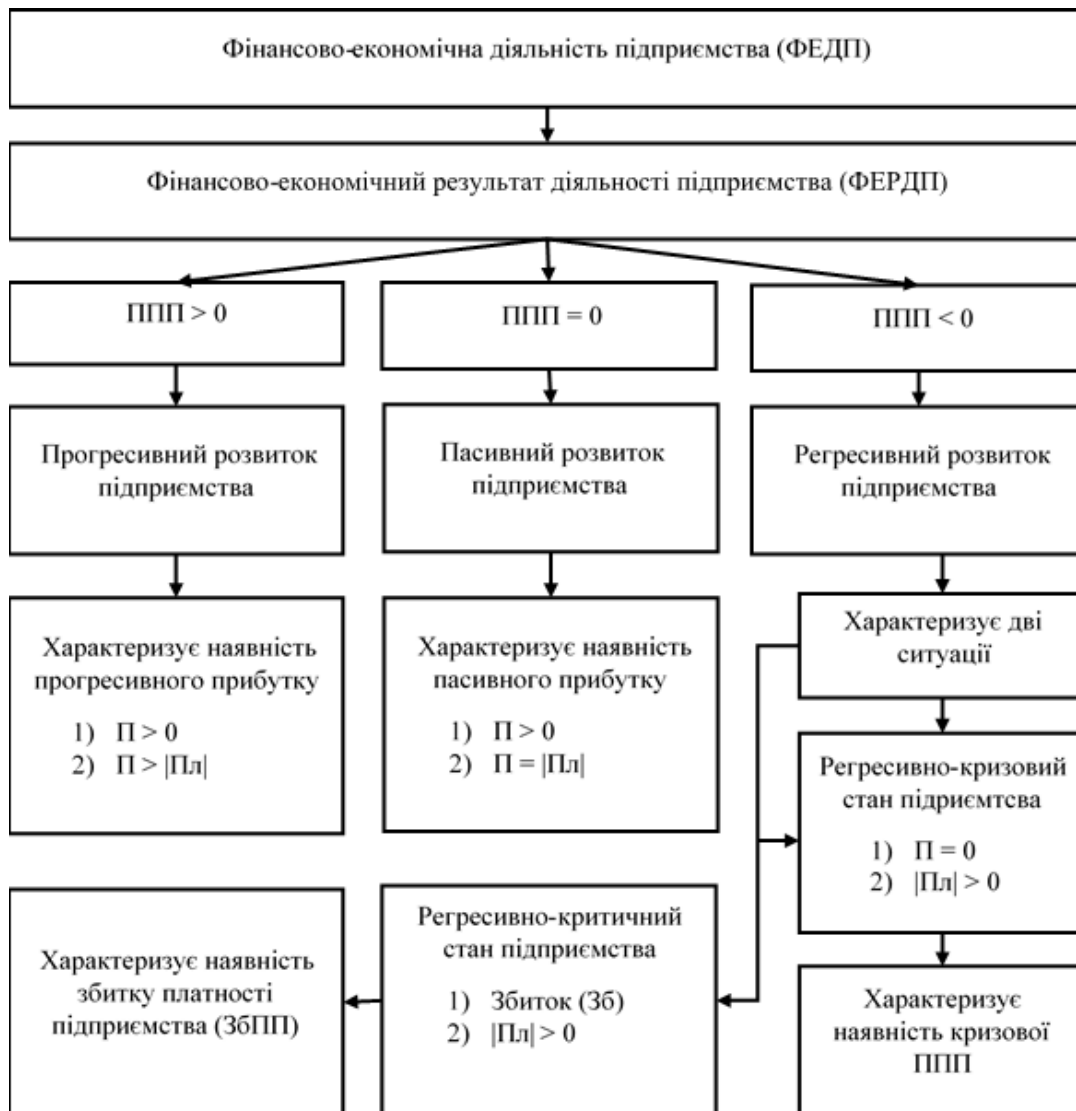 Фінансово-економічна діяльність підприємства (ФЕДП)
Фінансово-економічний результат діяльності підприємства (ФЕРДП)
ППП > 0
ППП = 0
ППП < 0
Прогресивний розвиток
підприємства
Пасивний розвиток
підприємства
Регресивний розвиток
підприємства
Характеризує наявність
прогресивного прибутку
1) П > 0
2) П > |Пл|
Характеризує наявність
пасивного прибутку
1) П > 0
2) П = |Пл|
Характеризує дві
ситуації
Регресивно-кризовий
стан підриємтсва
1) П = 0
2) |Пл| > 0
Характеризує наявність
збитку платності
підприємства (ЗбПП)
Регресивно-критичний
стан підприємства
1) Збиток (Зб)
2) |Пл| > 0
Характеризує
наявність кризової
ППП